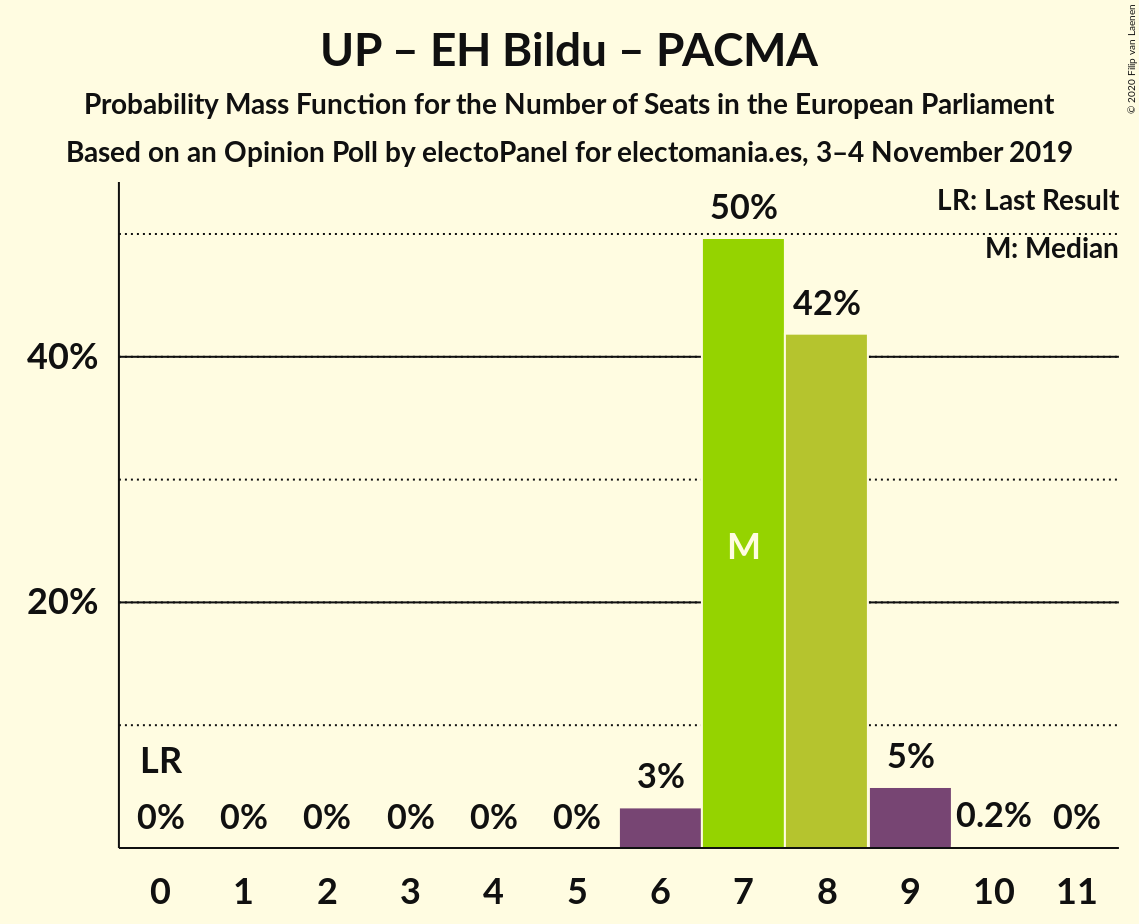 UP – EH Bildu – PACMA
Probability Mass Function for the Number of Seats in the European Parliament
Based on an Opinion Poll by electoPanel for electomania.es, 3–4 November 2019
© 2020 Filip van Laenen
LR: Last Result
M: Median
50%
42%
40%
M
20%
LR
5%
3%
0% 0% 0% 0% 0% 0% 0.2% 0%
0 1 2 3 4 5 6 7 8 9 10 11